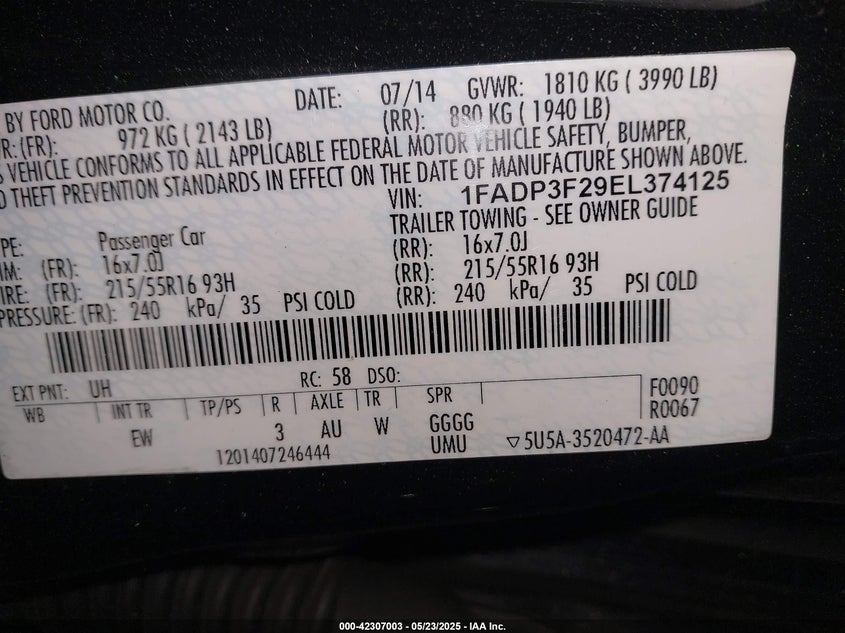 BY FORD MOTOR CO. DATE: 07/14 GVWR: 1810 KG ( 3990 LB)
R: (FR): 972 KG ( 2143 LB) (RR): 880 KG ( 1940 LB)
VEHICLE CONFORMS TO ALL APPLICABLE FEDERAL MOTOR VEHICLE SAFETY, BUMPER,
THEFT PREVENTION STANDARDS IN EFFECT ON THE DATE OF MANUFACTURE SHOWN ABOVE.
VIN: 1FADP3F29EL374125
PE: Passenger Car TRAILER TOWING - SEE OWNER GUIDE
IM: (FR): 16x7.0J (RR): 16x7.0J
IRE: (FR): 215/55R16 93H (RR): 215/55R16 93H
PRESSURE: (FR): 240 kPa/ 35 PSI COLD (RR): 240 kPa/ 35 PSI COLD
EXT PNT: UH RC: 58 DSO: F0090
WB INT TR TP/PS R AXLE TR SPR R0067
EW 3 AU W GGGG
1201407246444 UMU ▽5U5A-3520472-AA
000-42307003 - 05/23/2025 - IAA Inc.